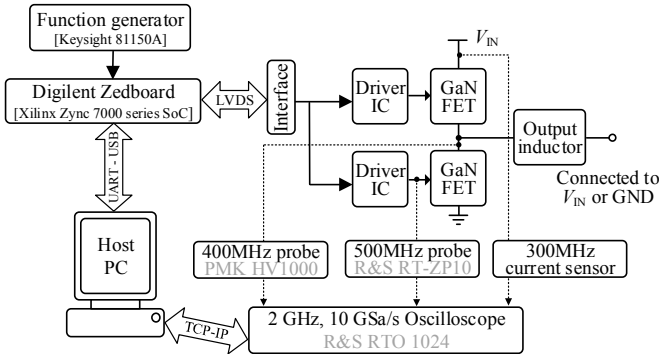 Function generator
[Keysight 81150A]
Digilent Zedboard
[Xilinx Zync 7000 series SoC]
LVDS
Interface
Driver
IC
GaN
FET
V_IN
Driver
IC
GaN
FET
Output
inductor
Connected to
V_IN or GND
UART - USB
Host
PC
400MHz probe
PMK HV1000
500MHz probe
R&S RT-ZP10
300MHz
current sensor
TCP-IP
2 GHz, 10 GSa/s Oscilloscope
R&S RTO 1024